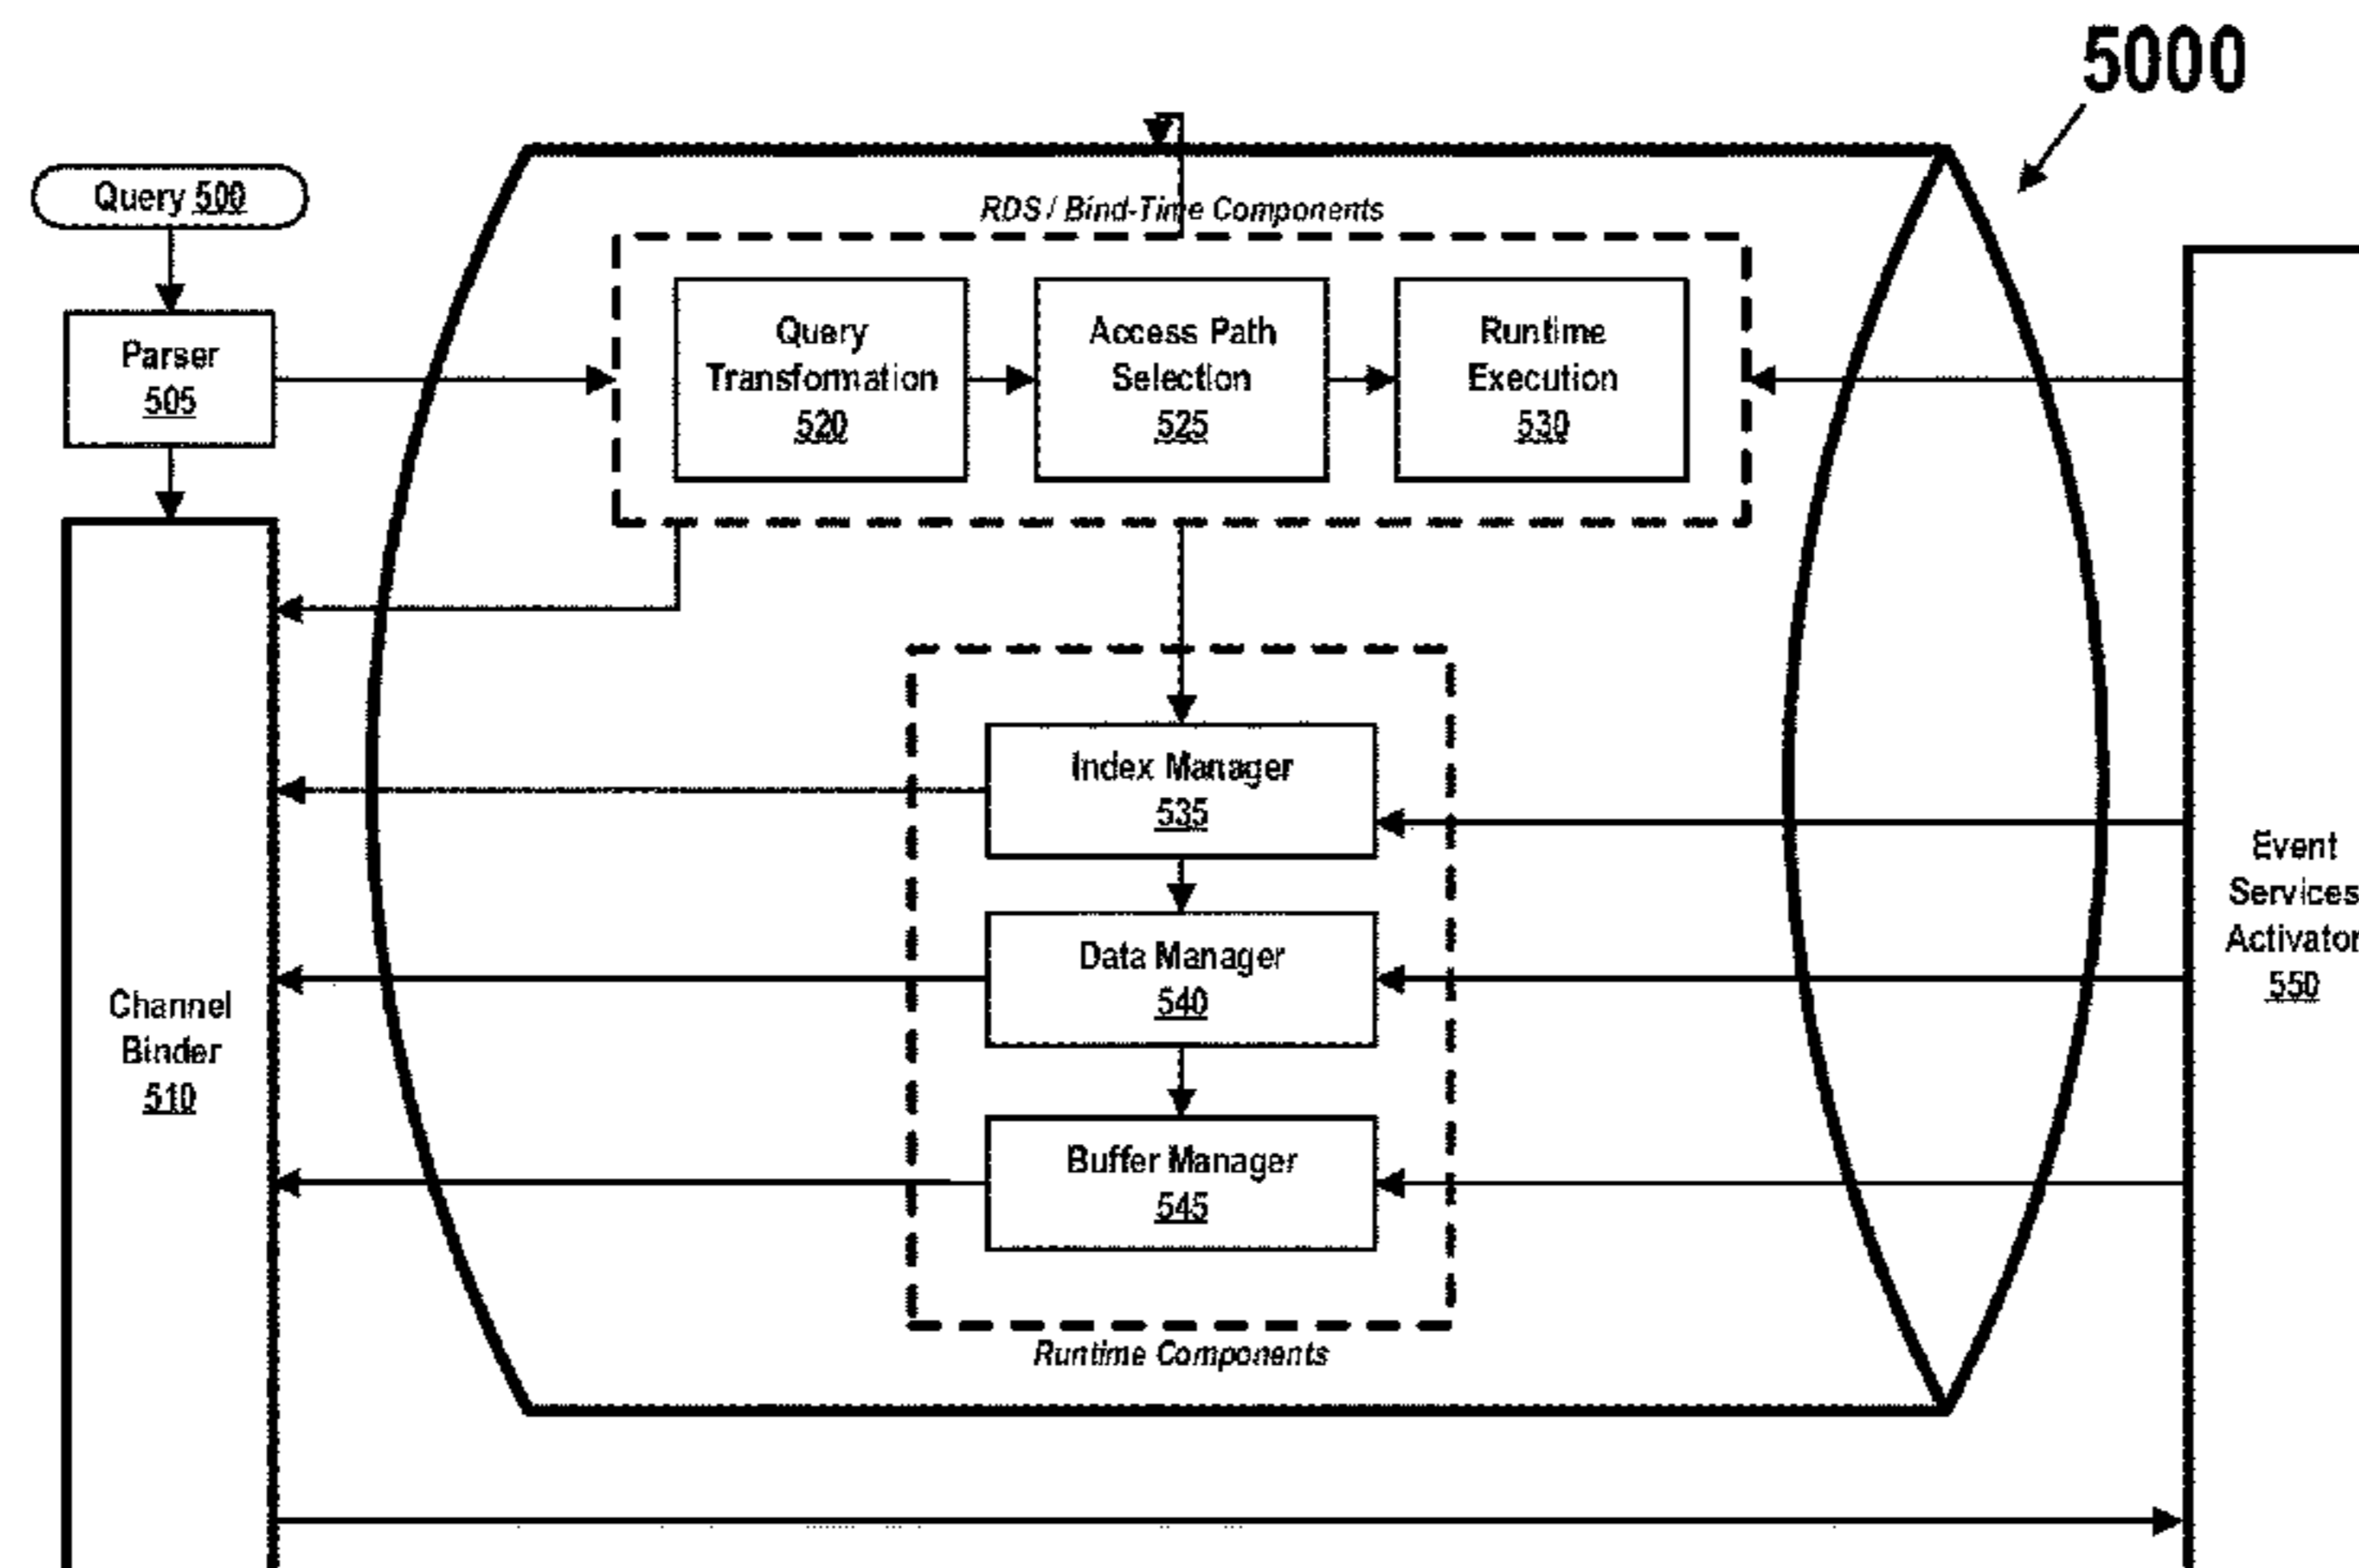 5000
Query 500
RDS / Bind-Time Components
Parser
505
Query
Transformation
520
Access Path
Selection
525
Runtime
Execution
530
Index Manager
535
Data Manager
540
Buffer Manager
545
Runtime Components
Channel
Binder
510
Event
Services
Activator
550